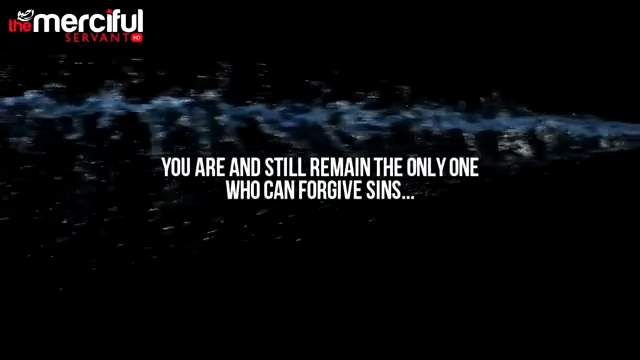 the merciful
SERVANT HD
YOU ARE AND STILL REMAIN THE ONLY ONE
WHO CAN FORGIVE SINS...